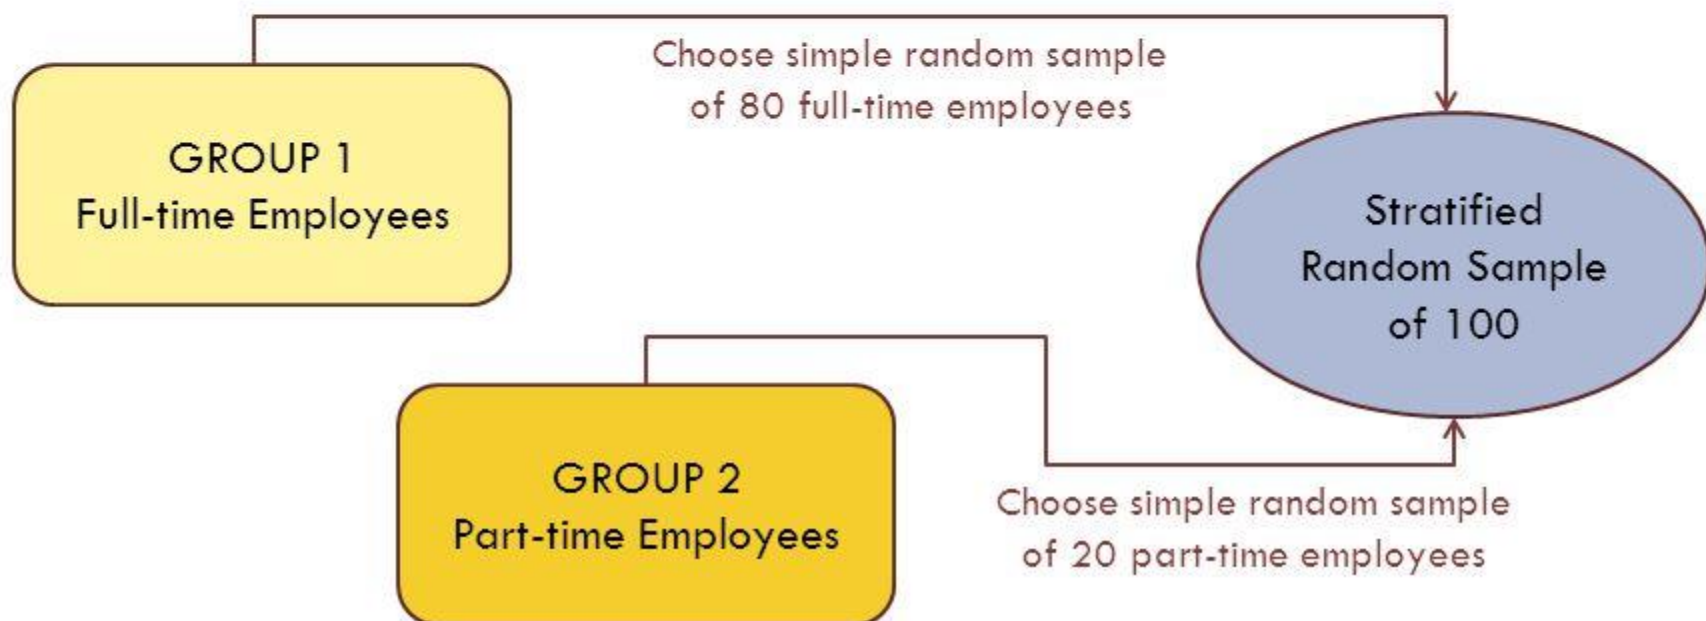 Choose simple random sample
of 80 full-time employees
GROUP 1
Full-time Employees
Stratified
Random Sample
of 100
GROUP 2
Part-time Employees
Choose simple random sample
of 20 part-time employees